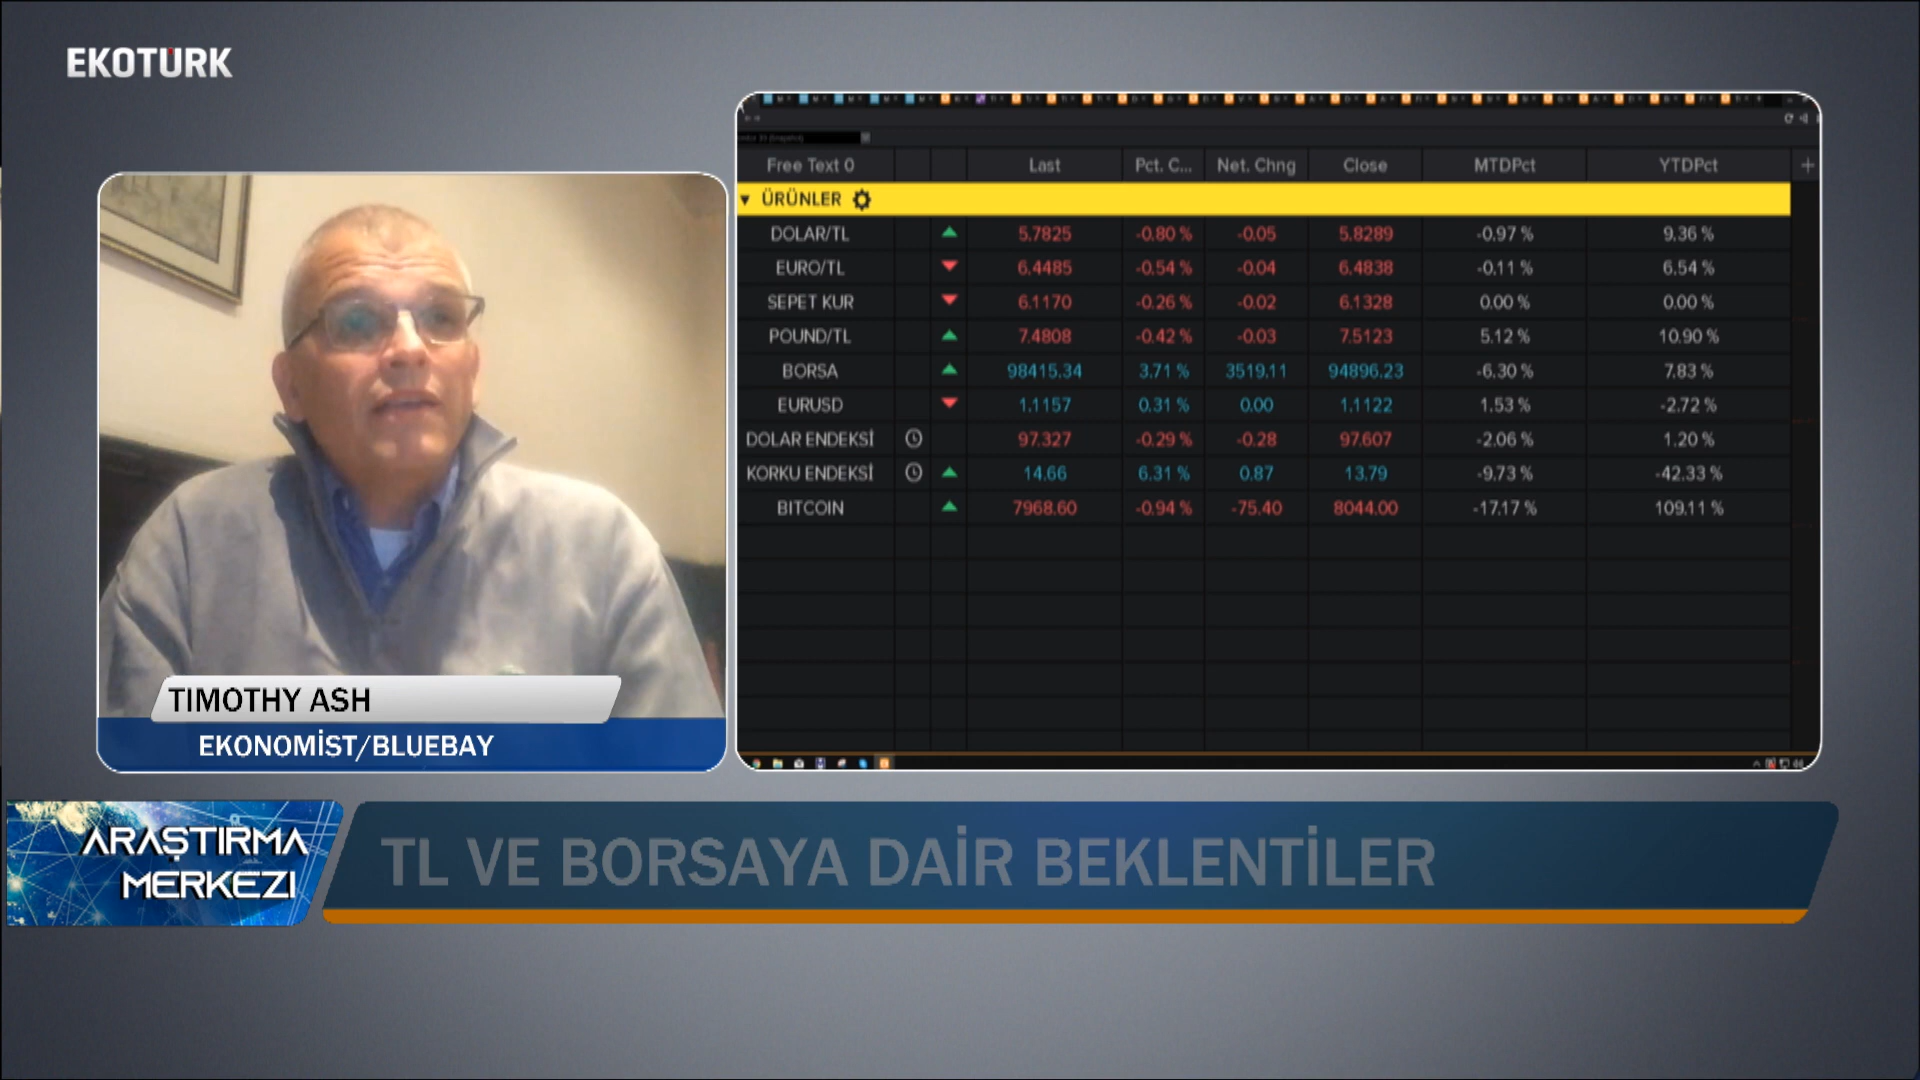 EKOTÜRK
Free Text 0 Last Pct. C... Net. Chng Close MTDPct YTDPct +
ÜRÜNLER
DOLAR/TL 5.7825 -0.80 % -0.05 5.8289 -0.97 % 9.36 %
EURO/TL 6.4485 -0.54 % -0.04 6.4838 -0.11 % 6.54 %
SEPET KUR 6.1170 -0.26 % -0.02 6.1328 0.00 % 0.00 %
POUND/TL 7.4808 -0.42 % -0.03 7.5123 5.12 % 10.90 %
BORSA 98415.34 3.71 % 3519.11 94896.23 -6.30 % 7.83 %
EURUSD 1.1157 0.31 % 0.00 1.1122 1.53 % -2.72 %
DOLAR ENDEKSİ 97.327 -0.29 % -0.28 97.607 -2.06 % 1.20 %
KORKU ENDEKSİ 14.66 6.31 % 0.87 13.79 -9.73 % -42.33 %
BITCOIN 7968.60 -0.94 % -75.40 8044.00 -17.17 % 109.11 %
TIMOTHY ASH
EKONOMİST/BLUEBAY
ARAŞTIRMA
MERKEZI
TL VE BORSAYA DAİR BEKLENTİLER